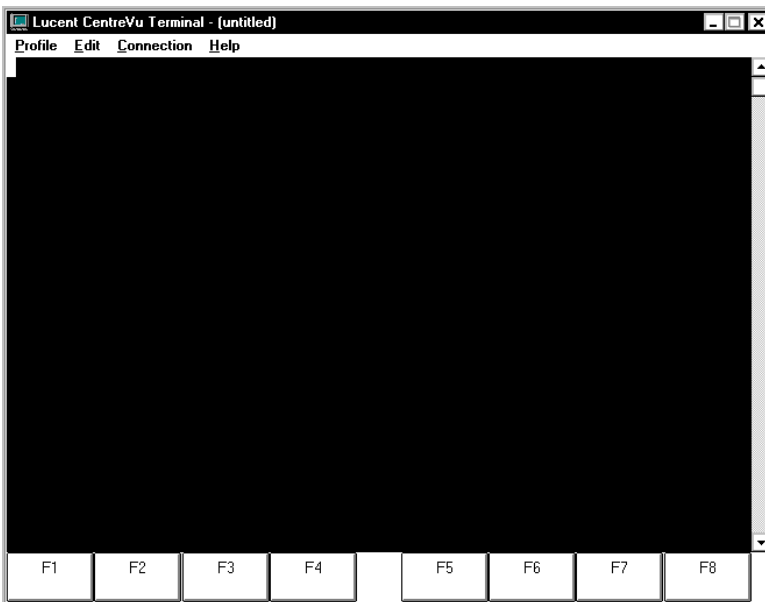 Lucent CentreVu Terminal - (untitled)
Profile Edit Connection Help
F1 F2 F3 F4 F5 F6 F7 F8